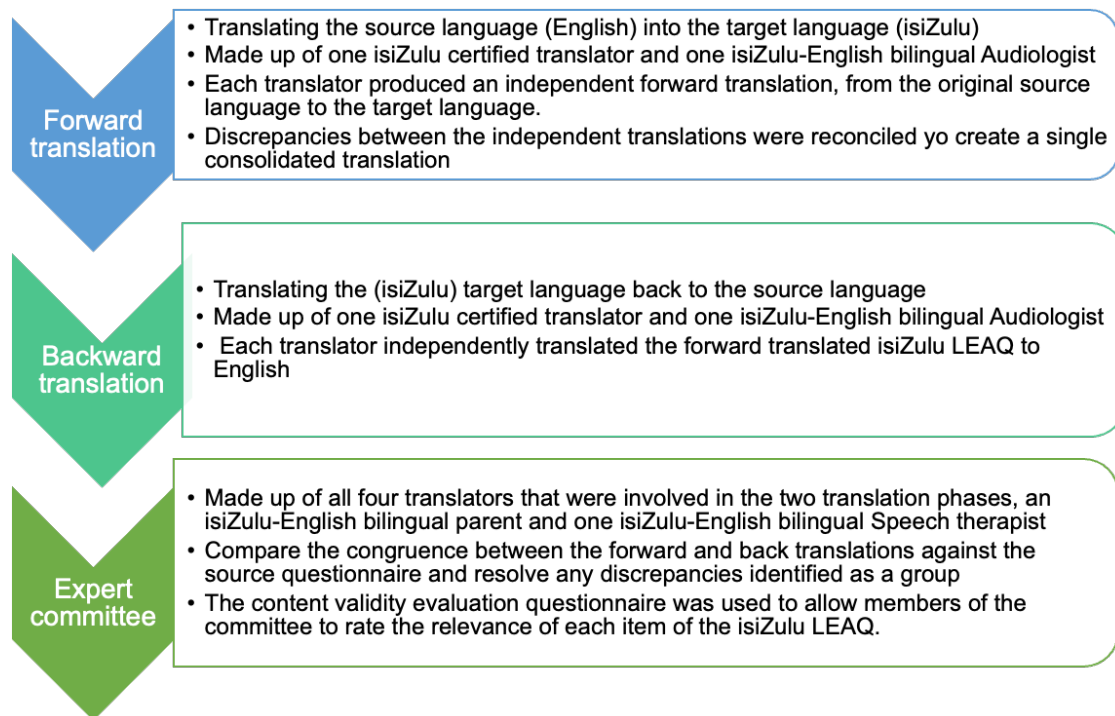 Forward
translation
• Translating the source language (English) into the target language (isiZulu)
• Made up of one isiZulu certified translator and one isiZulu-English bilingual Audiologist
• Each translator produced an independent forward translation, from the original source
language to the target language.
• Discrepancies between the independent translations were reconciled yo create a single
consolidated translation
Backward
translation
• Translating the (isiZulu) target language back to the source language
• Made up of one isiZulu certified translator and one isiZulu-English bilingual Audiologist
• Each translator independently translated the forward translated isiZulu LEAQ to
English
Expert
committee
• Made up of all four translators that were involved in the two translation phases, an
isiZulu-English bilingual parent and one isiZulu-English bilingual Speech therapist
• Compare the congruence between the forward and back translations against the
source questionnaire and resolve any discrepancies identified as a group
• The content validity evaluation questionnaire was used to allow members of the
committee to rate the relevance of each item of the isiZulu LEAQ.